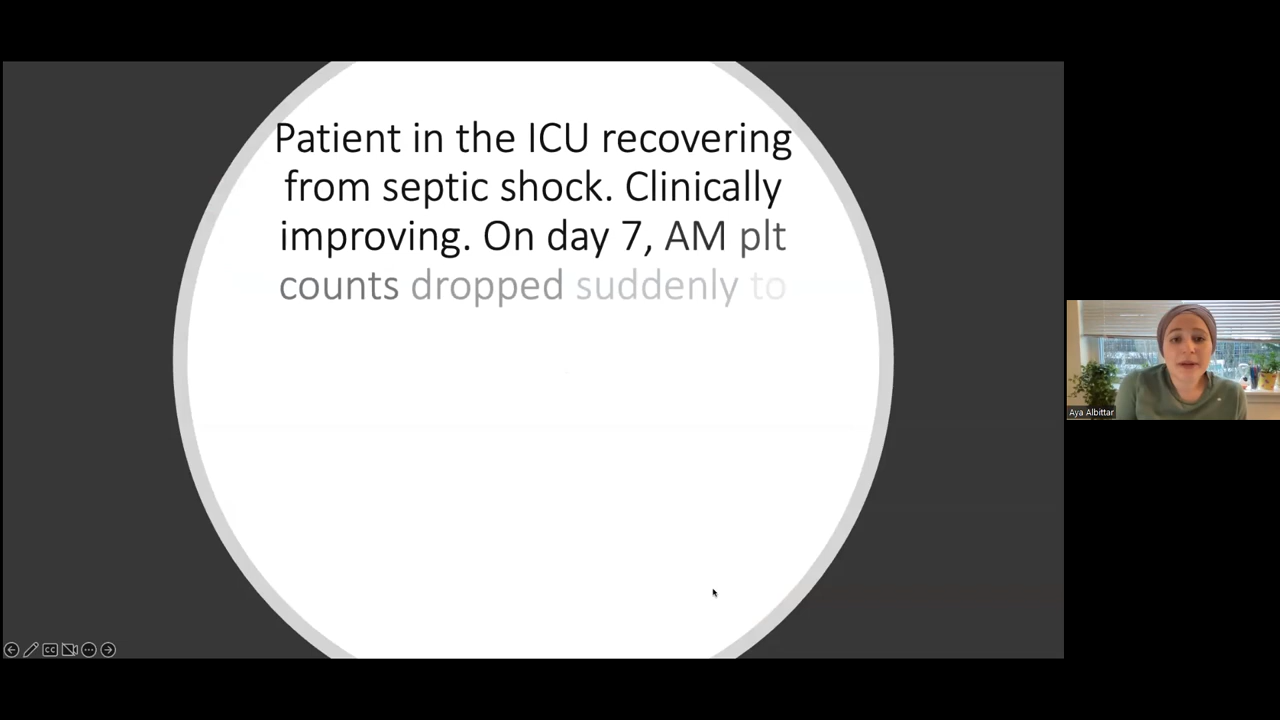 Patient in the ICU recovering
from septic shock. Clinically
improving. On day 7, AM plt
counts dropped suddenly to
Aya Albittar
CC